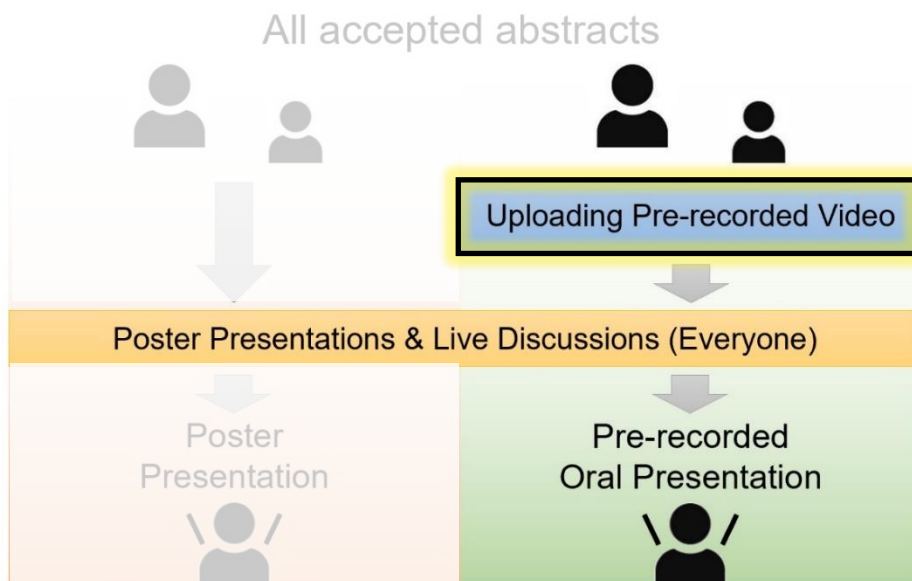 All accepted abstracts
Uploading Pre-recorded Video
Poster Presentations & Live Discussions (Everyone)
Poster
Presentation
Pre-recorded
Oral Presentation